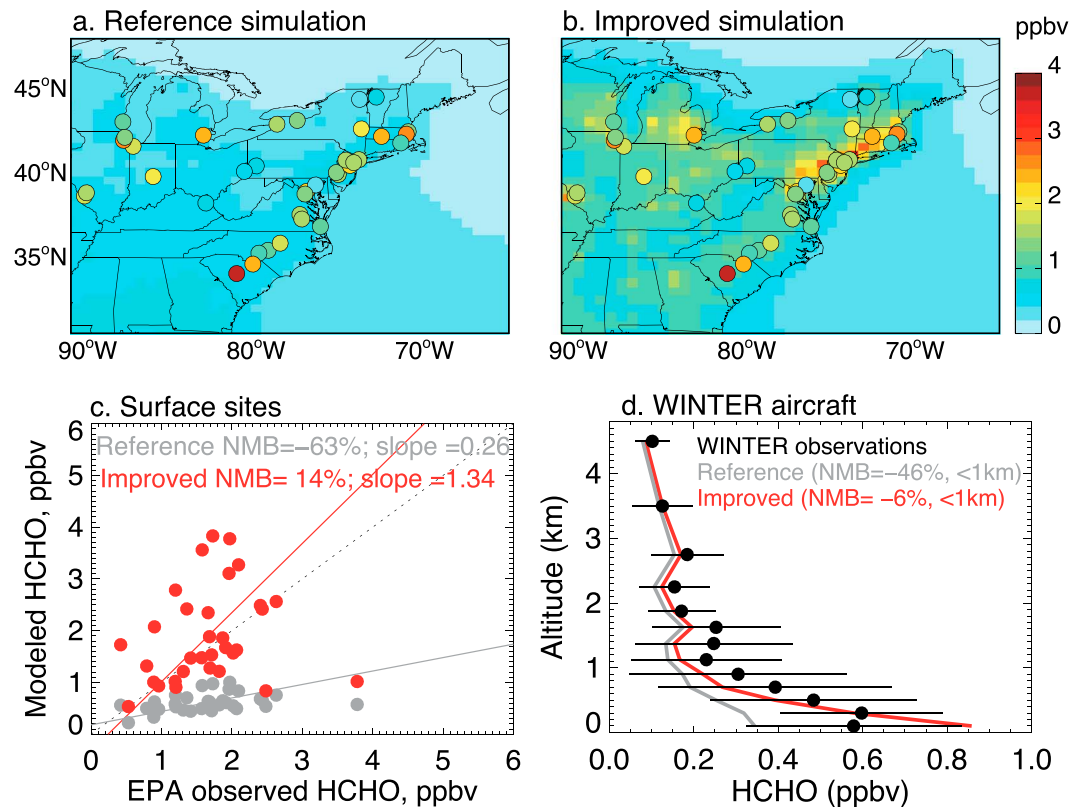 a. Reference simulation
b. Improved simulation
ppbv
45°N
40°N
35°N
90°W
80°W
70°W
90°W
80°W
70°W
4
3
2
1
0
c. Surface sites
Reference NMB=−63%; slope =0.26
Improved NMB= 14%; slope =1.34
Modeled HCHO, ppbv
6
5
4
3
2
1
0
0
1
2
3
4
5
6
EPA observed HCHO, ppbv
d. WINTER aircraft
WINTER observations
Reference (NMB=−46%, <1km)
Improved (NMB= −6%, <1km)
Altitude (km)
4
3
2
1
0
0.0
0.2
0.4
0.6
0.8
1.0
HCHO (ppbv)